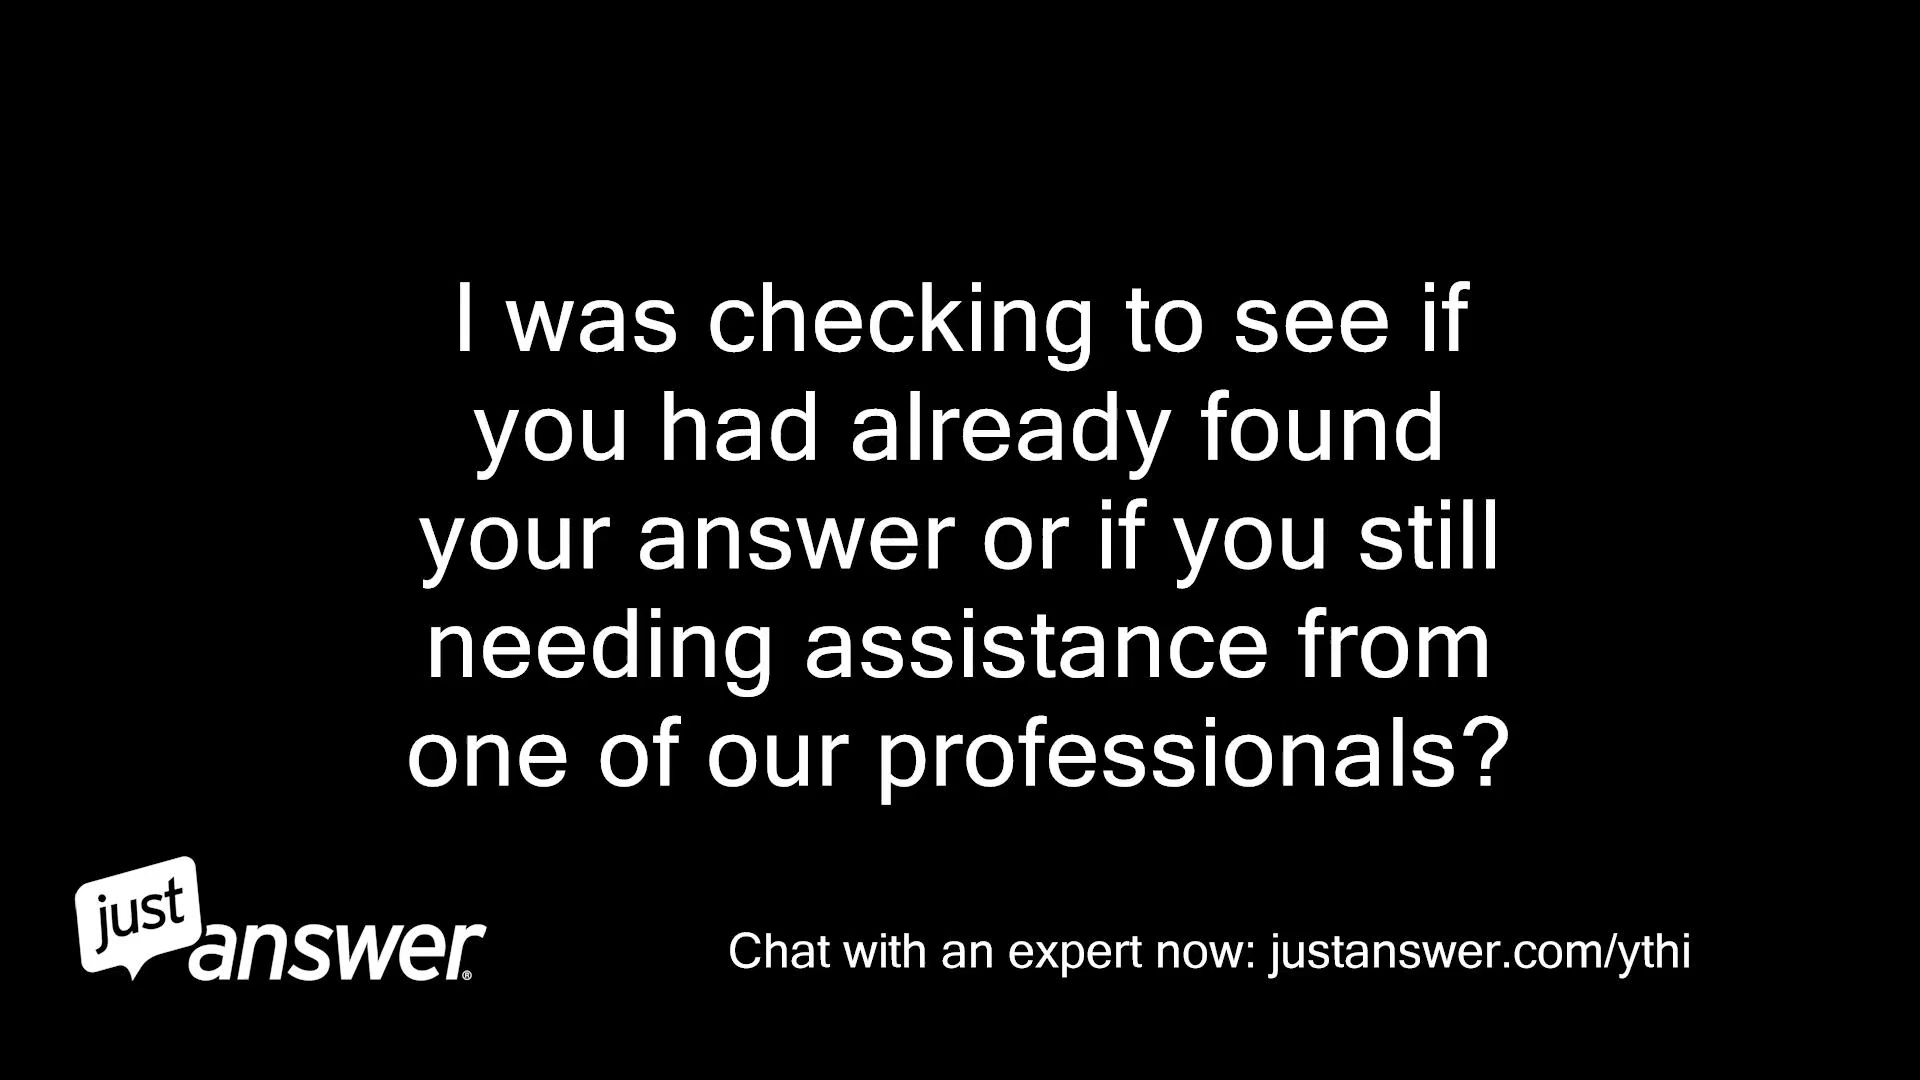 I was checking to see if
you had already found
your answer or if you still
needing assistance from
one of our professionals?
just
answer®
Chat with an expert now: justanswer.com/ythi